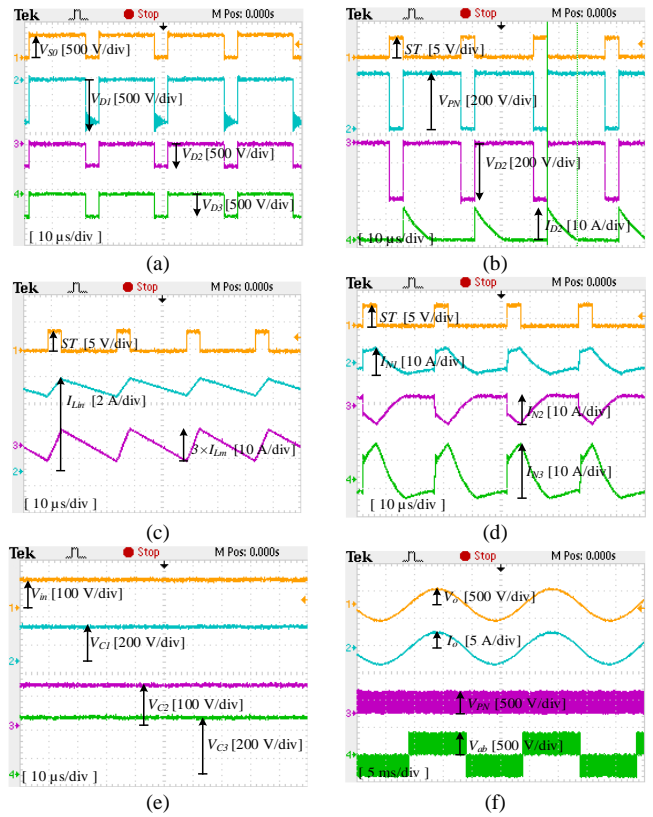 Tek Stop M Pos: 0.000s
1 V_S0 [500 V/div]
2 V_D1 [500 V/div]
3 V_D2 [500 V/div]
4 V_D3 [500 V/div]
[ 10 µs/div ]
(a)
Tek Stop M Pos: 0.000s
1 ST [5 V/div]
V_PN [200 V/div]
2
3
V_D2 [200 V/div]
I_D2 [10 A/div]
4
[ 10 µs/div ]
(b)
Tek Stop M Pos: 0.000s
ST [5 V/div]
1
I_Lin [2 A/div]
3 3×I_Lm [10 A/div]
2
[ 10 µs/div ]
(c)
Tek Stop M Pos: 0.000s
1 ST [5 V/div]
2 I_N1 [10 A/div]
3 I_N2 [10 A/div]
4 I_N3 [10 A/div]
[ 10 µs/div ]
(d)
Tek Stop M Pos: 0.000s
V_in [100 V/div]
1
V_C1 [200 V/div]
2
V_C2 [100 V/div]
3
V_C3 [200 V/div]
4
[ 10 µs/div ]
(e)
Tek Stop M Pos: 0.000s
1 V_o [500 V/div]
2 I_o [5 A/div]
V_PN [500 V/div]
3
V_ab [500 V/div]
4
[ 5 ms/div ]
(f)